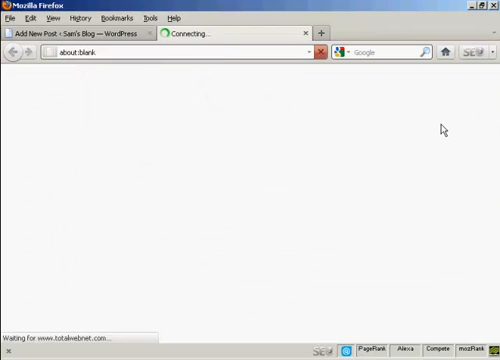 Mozilla Firefox
File Edit View History Bookmarks Tools Help
Add New Post ‹ Sam's Blog — WordPress
Connecting...
about:blank
Google
SEO
Waiting for www.totalwebnet.com...
SEO PageRank Alexa Compete mozRank